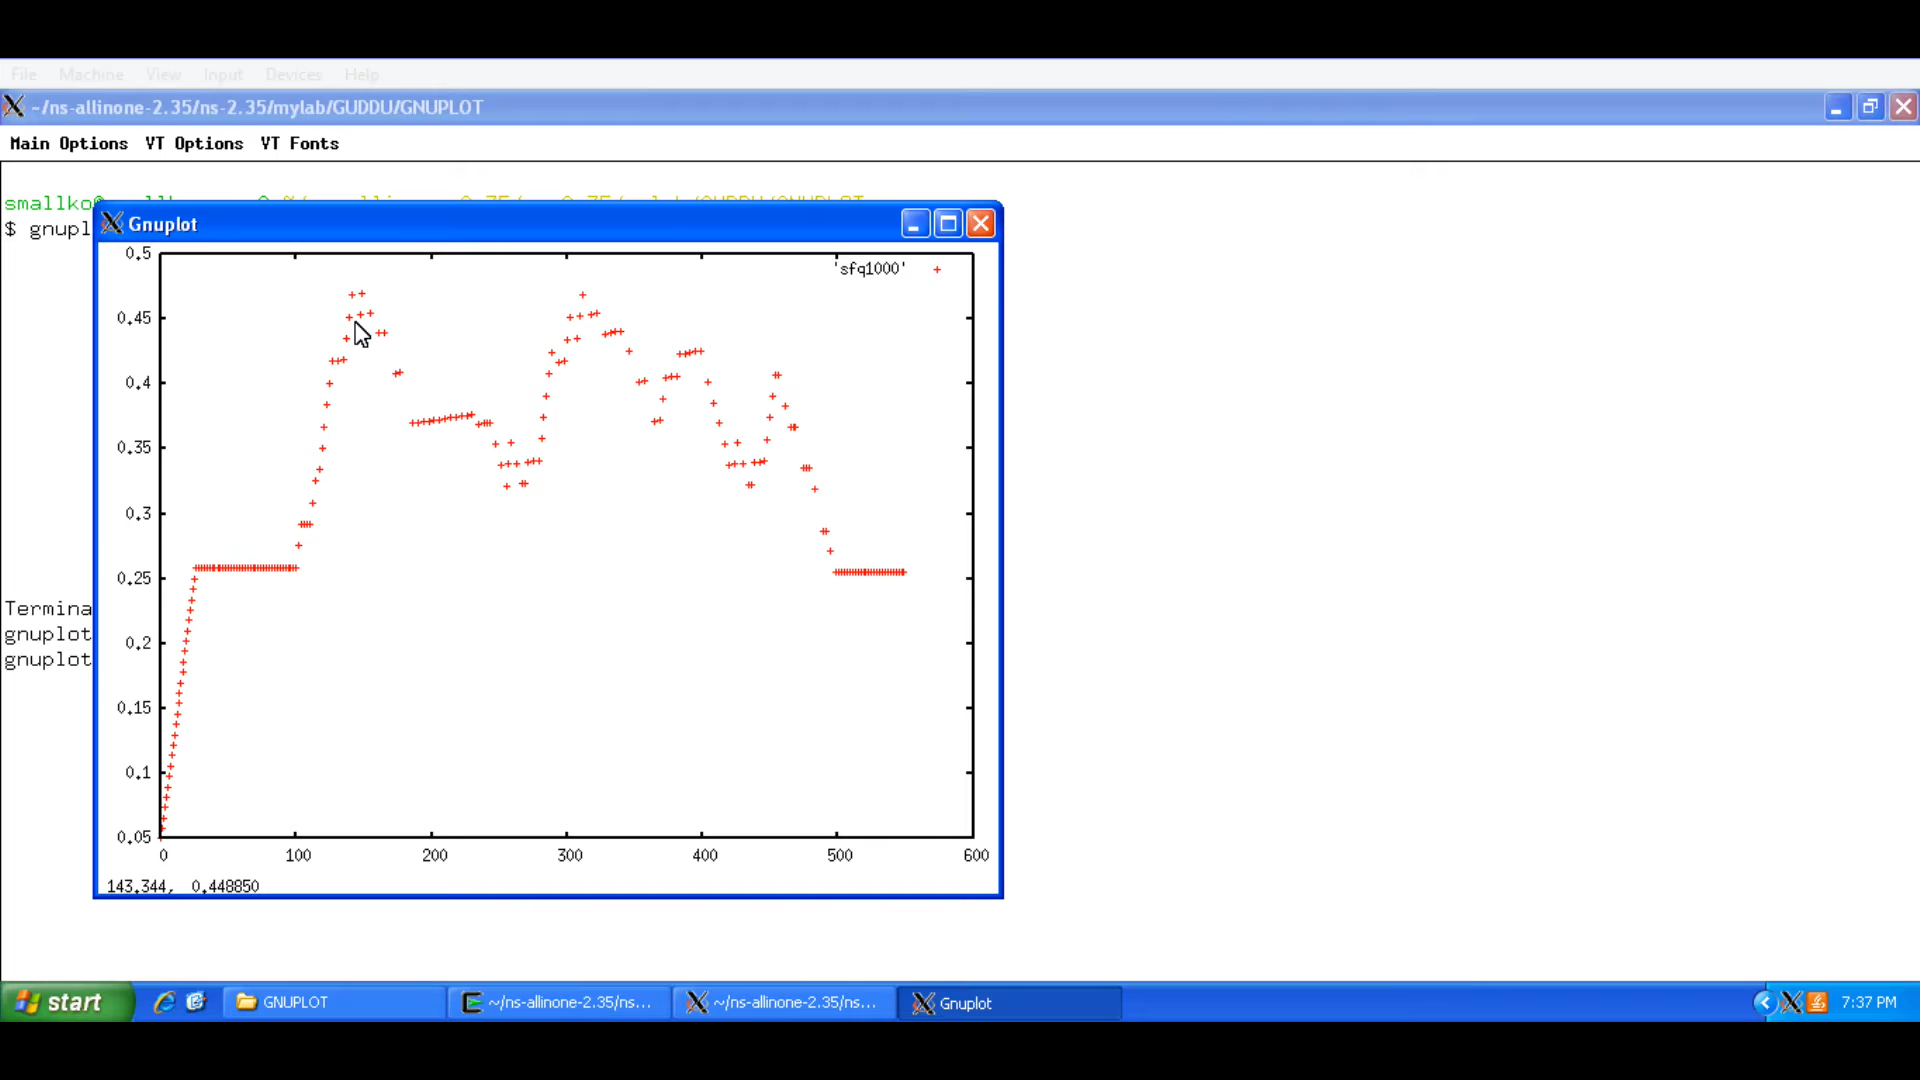 File Machine View Input Devices Help
~/ns-allinone-2.35/ns-2.35/mylab/GUDDU/GNUPLOT
Main Options VT Options VT Fonts
smallko
$ gnupl
Gnuplot
'sfq1000'
0.5
0.45
0.4
0.35
0.3
0.25
0.2
0.15
0.1
0.05
0 100 200 300 400 500 600
143.344, 0.448850
Termina
gnuplot
gnuplot
start GNUPLOT ~/ns-allinone-2.35/ns... ~/ns-allinone-2.35/ns... Gnuplot 7:37 PM